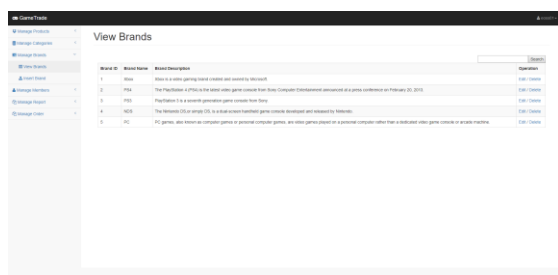 GameTrade
Manage Products
Manage Categories
Manage Brands
View Brands
Insert Brand
Manage Members
Manage Report
Manage Order
View Brands
Search
Brand ID Brand Name Brand Description Operation
1 Xbox Xbox is a video gaming brand created and owned by Microsoft. Edit / Delete
2 PS4 The PlayStation 4 (PS4) is the latest video game console from Sony Computer Entertainment announced at a press conference on February 20, 2013. Edit / Delete
3 PS3 PlayStation 3 is a seventh generation game console from Sony Edit / Delete
4 NDS The Nintendo DS or simply DS, is a dual-screen handheld game console developed and released by Nintendo. Edit / Delete
5 PC PC games, also known as computer games or personal computer games, are video games played on a personal computer rather than a dedicated video game console or arcade machine. Edit / Delete